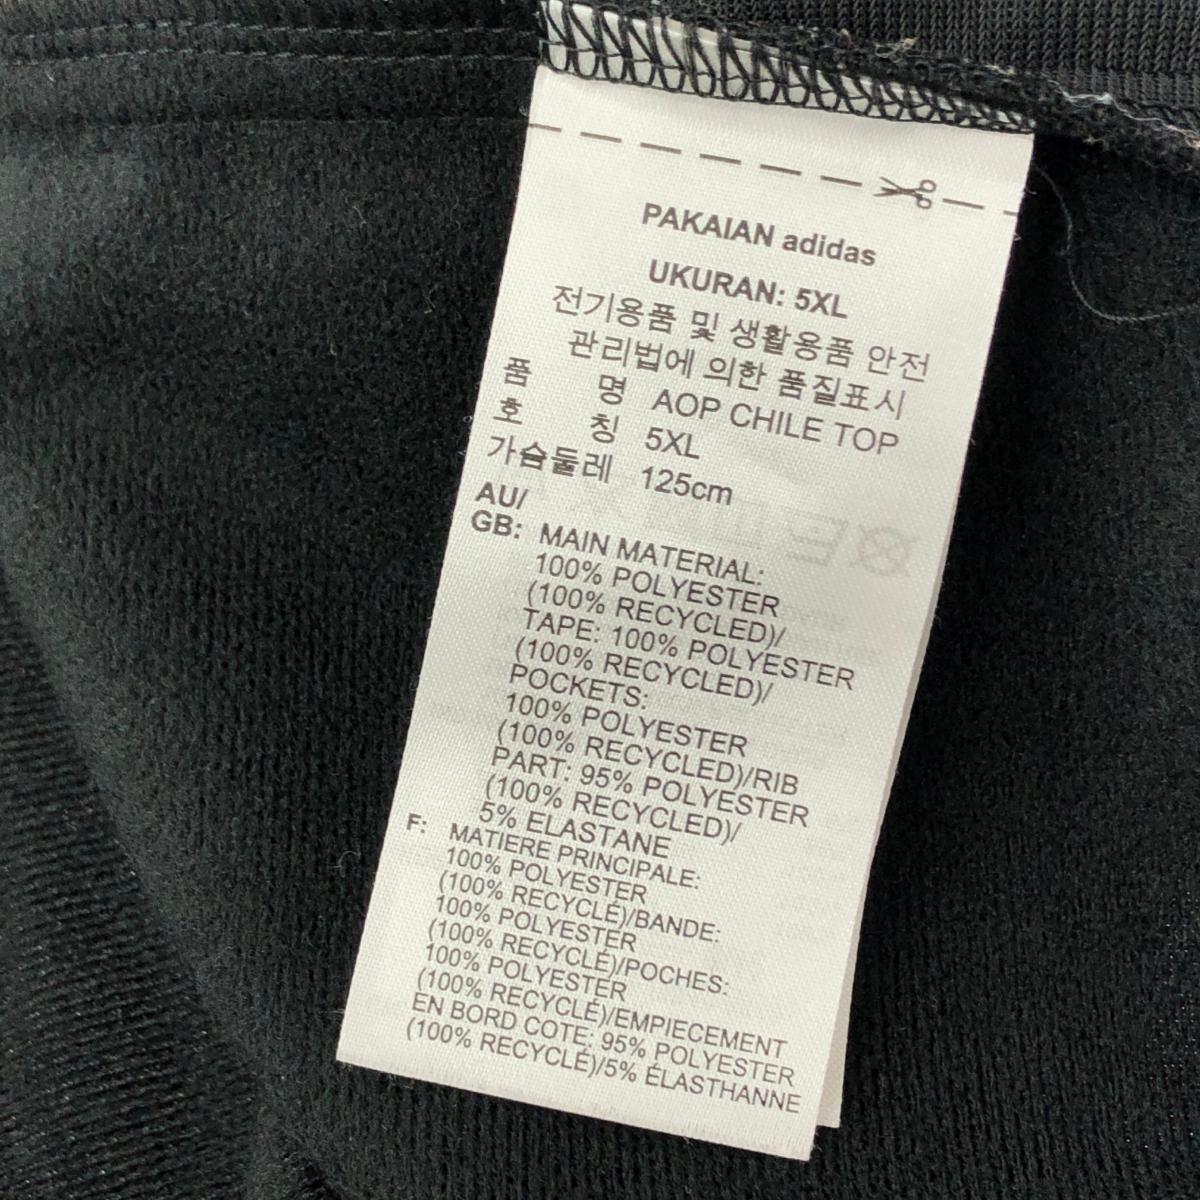 PAKAIAN adidas
UKURAN: 5XL
전기용품 및 생활용품 안전
관리법에 의한 품질표시
품 명 AOP CHILE TOP
호 칭 5XL
가슴둘레 125cm
AU/
GB: MAIN MATERIAL:
100% POLYESTER
(100% RECYCLED)/
TAPE: 100% POLYESTER
(100% RECYCLED)/
POCKETS:
100% POLYESTER
(100% RECYCLED)/RIB
PART: 95% POLYESTER
(100% RECYCLED)/
5% ELASTANE
F: MATIERE PRINCIPALE:
100% POLYESTER
(100% RECYCLÉ)/BANDE:
100% POLYESTER
(100% RECYCLÉ)/POCHES:
100% POLYESTER
(100% RECYCLÉ)/EMPIECEMENT
EN BORD COTE: 95% POLYESTER
(100% RECYCLÉ)/5% ÉLASTHANNE